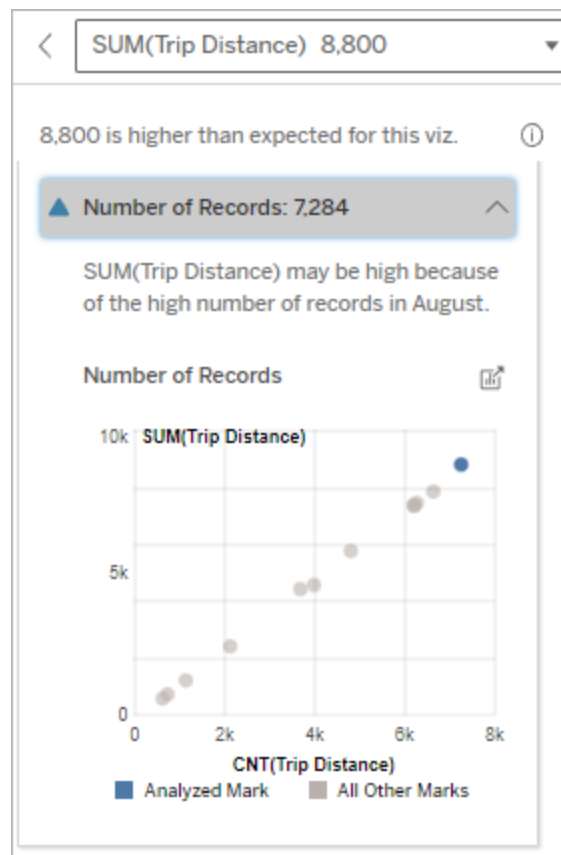 SUM(Trip Distance) 8,800
8,800 is higher than expected for this viz.
Number of Records: 7,284
SUM(Trip Distance) may be high because
of the high number of records in August.
Number of Records
10k SUM(Trip Distance)
5k
0
0 2k 4k 6k 8k
CNT(Trip Distance)
Analyzed Mark All Other Marks